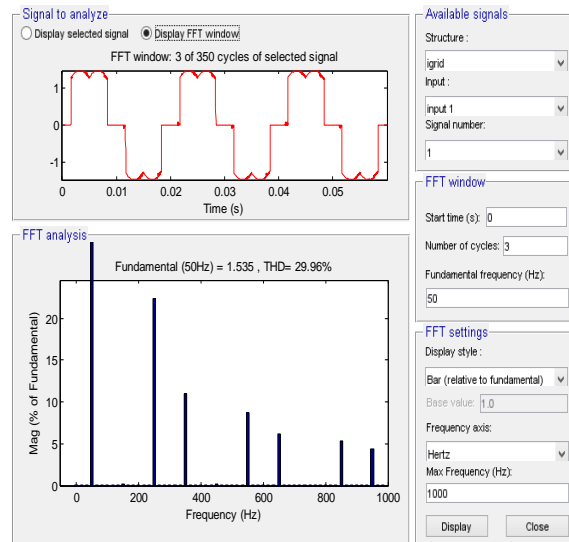 Signal to analyze
Display selected signal Display FFT window
FFT window: 3 of 350 cycles of selected signal
1
0
-1
0 0.01 0.02 0.03 0.04 0.05
Time (s)
FFT analysis
Fundamental (50Hz) = 1.535 , THD= 29.96%
20
15
10
5
0
Mag (% of Fundamental)
0 200 400 600 800 1000
Frequency (Hz)
Available signals
Structure :
igrid
Input :
input 1
Signal number:
1
FFT window
Start time (s): 0
Number of cycles: 3
Fundamental frequency (Hz):
50
FFT settings
Display style :
Bar (relative to fundamental)
Base value: 1.0
Frequency axis:
Hertz
Max Frequency (Hz):
1000
Display Close